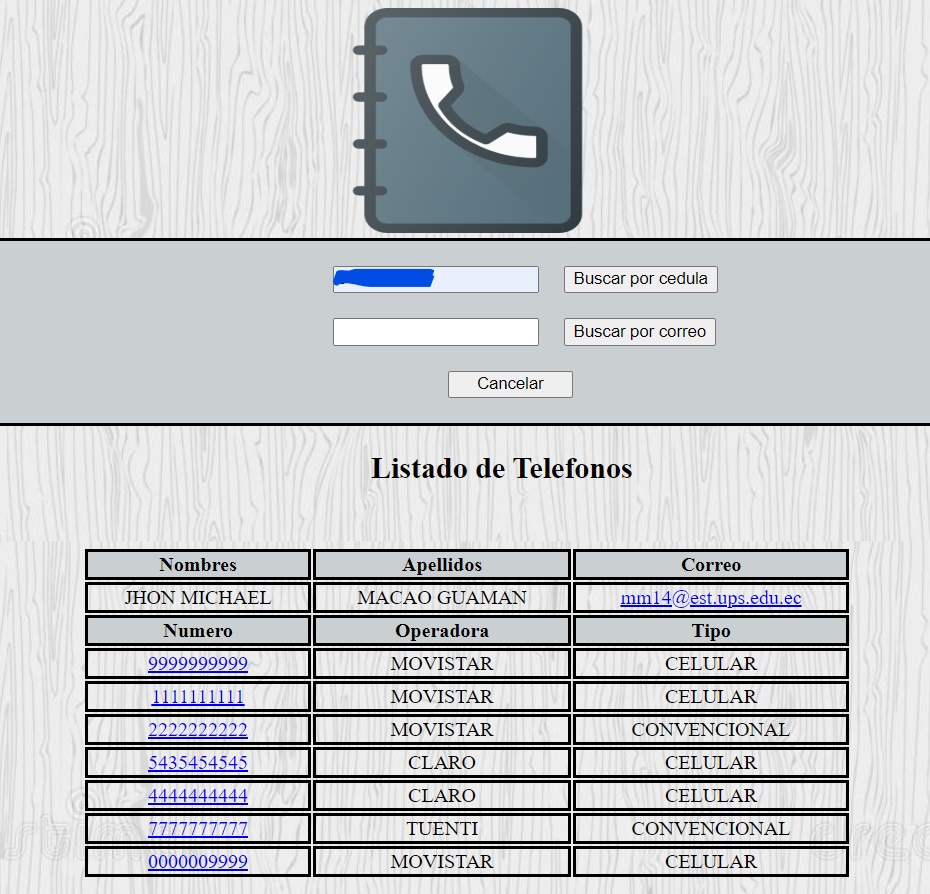 Buscar por cedula
Buscar por correo
Cancelar
Listado de Telefonos
Nombres Apellidos Correo
JHON MICHAEL MACAO GUAMAN mm14@est.ups.edu.ec
Numero Operadora Tipo
9999999999 MOVISTAR CELULAR
1111111111 MOVISTAR CELULAR
2222222222 MOVISTAR CONVENCIONAL
5435454545 CLARO CELULAR
4444444444 CLARO CELULAR
7777777777 TUENTI CONVENCIONAL
0000009999 MOVISTAR CELULAR